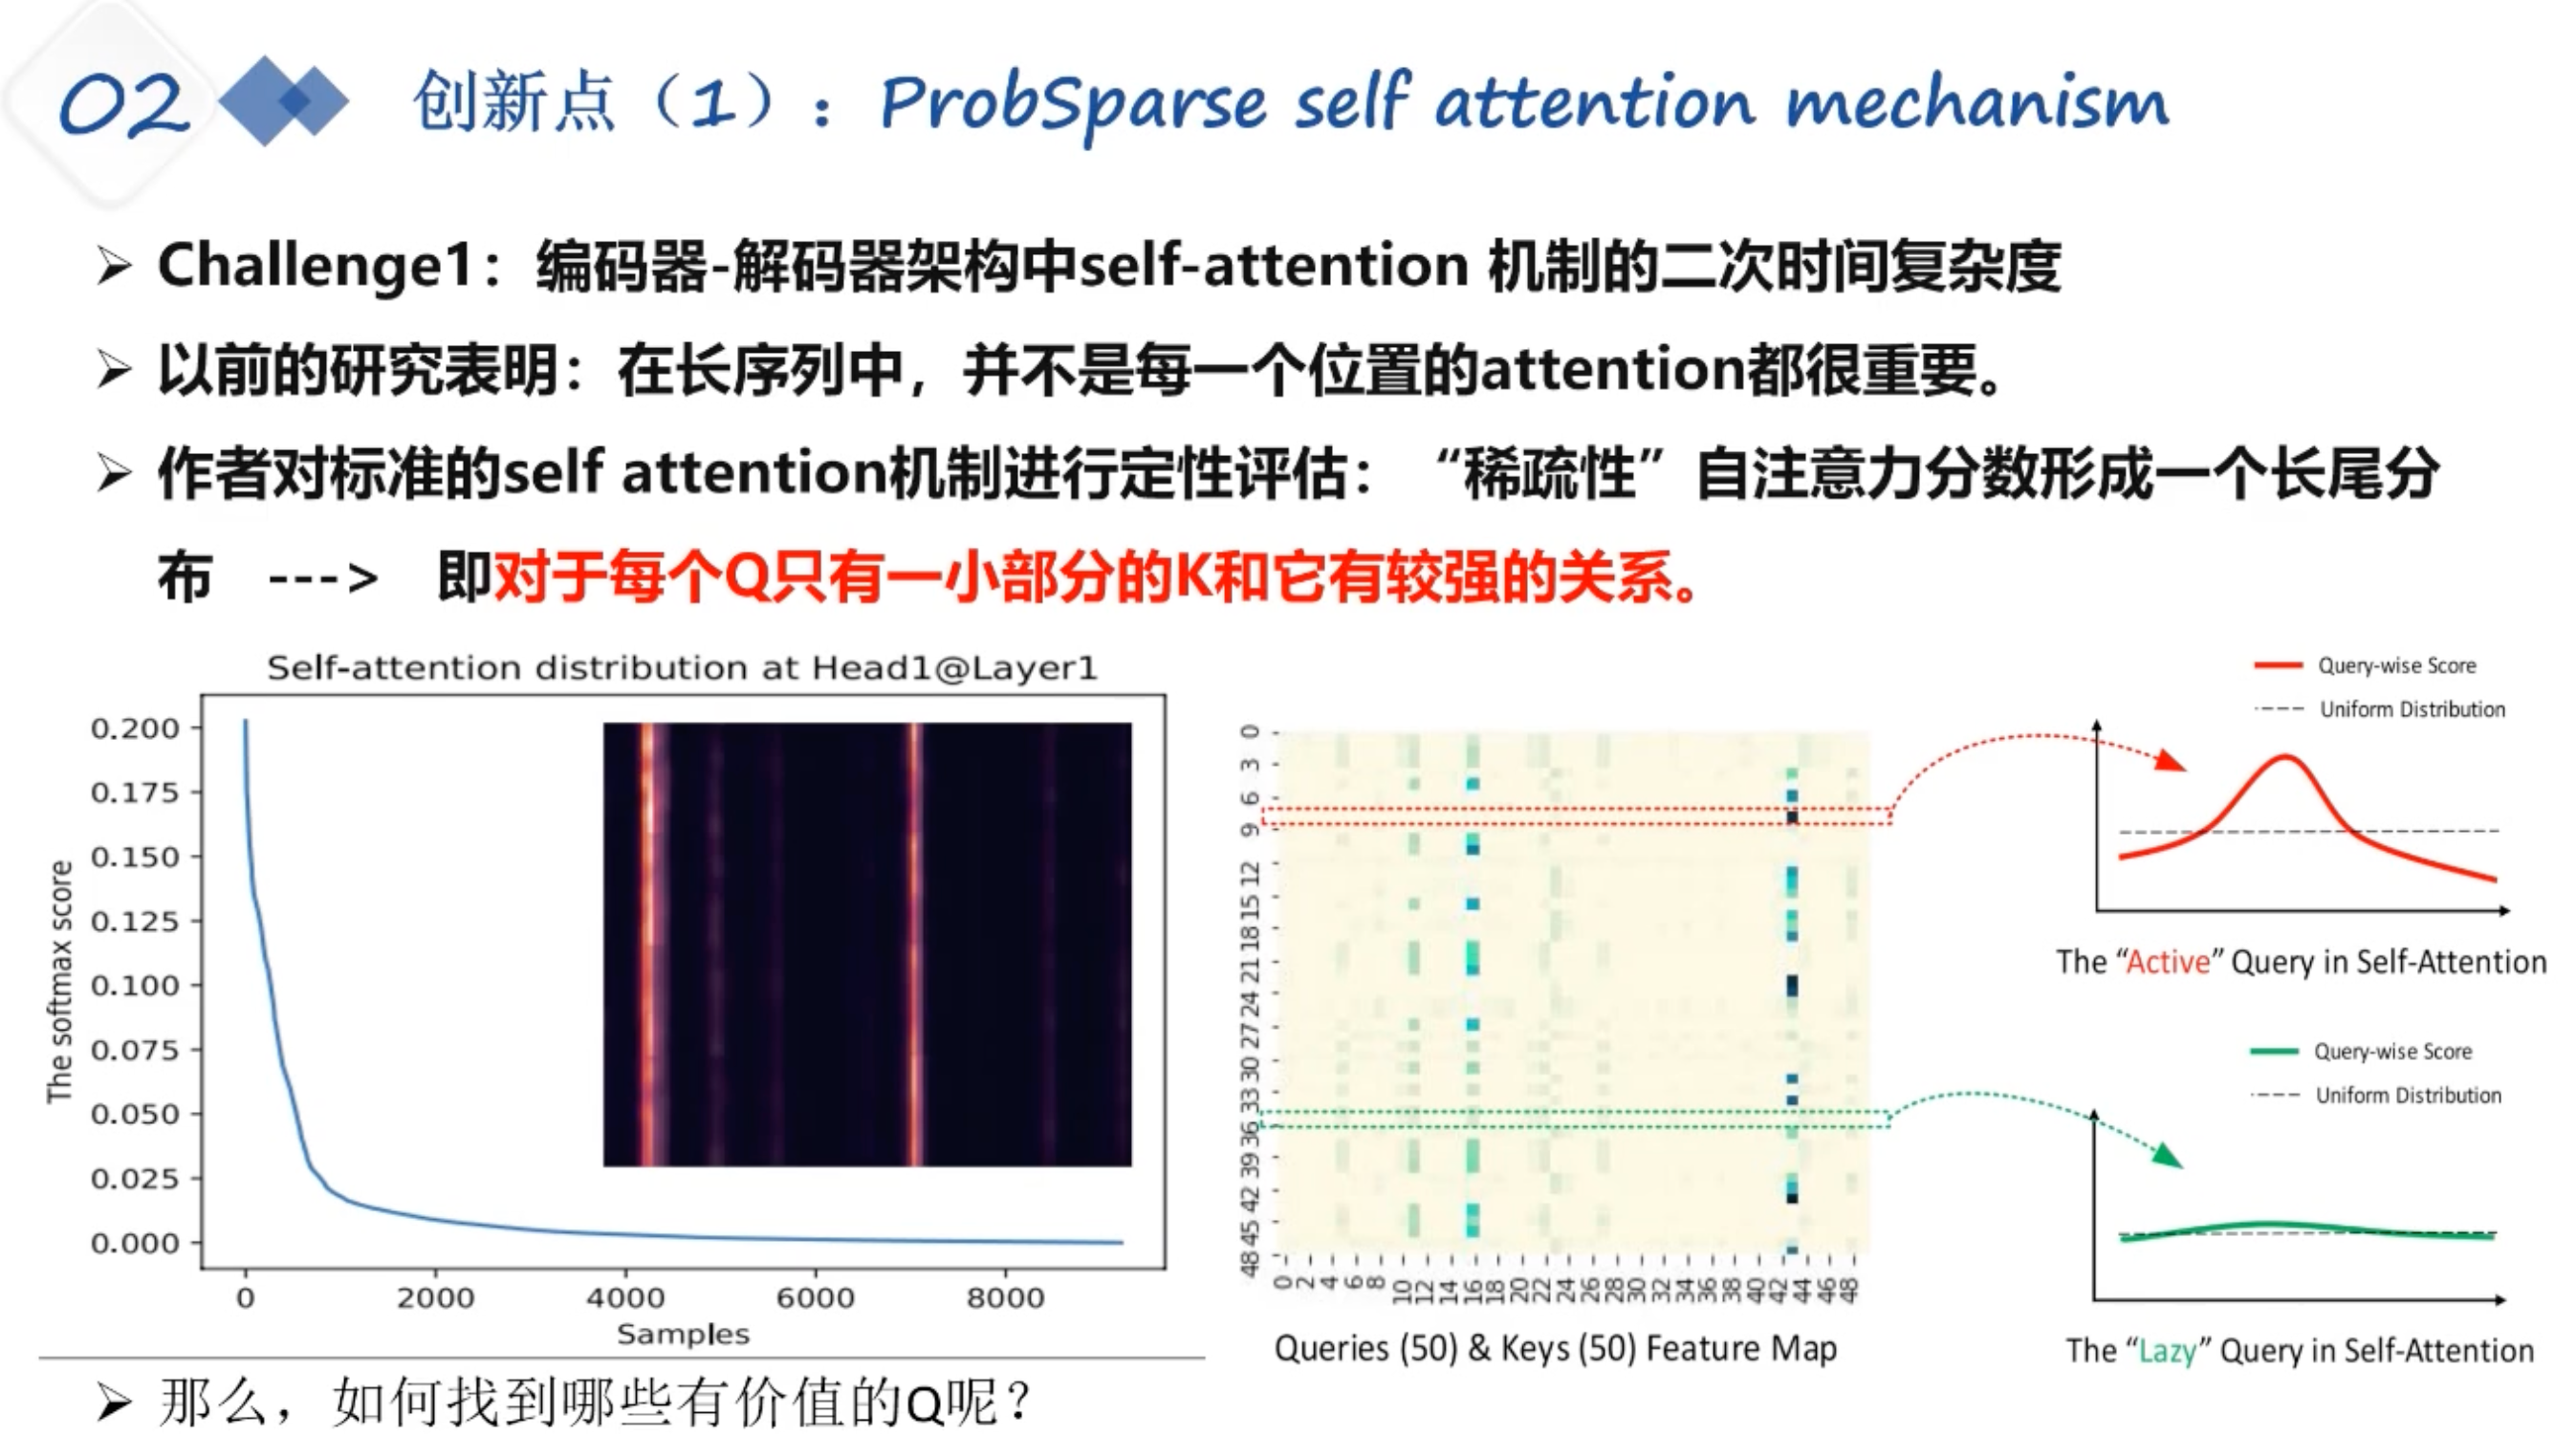 02
创新点（1）：ProbSparse self attention mechanism
Challenge1：编码器-解码器架构中self-attention 机制的二次时间复杂度
以前的研究表明：在长序列中，并不是每一个位置的attention都很重要。
作者对标准的self attention机制进行定性评估：“稀疏性”自注意力分数形成一个长尾分
布 ---> 即对于每个Q只有一小部分的K和它有较强的关系。
Self-attention distribution at Head1@Layer1
The softmax score
0.200
0.175
0.150
0.125
0.100
0.075
0.050
0.025
0.000
0 2000 4000 6000 8000
Samples
0 3 6 9 12 15 18 21 24 27 30 33 36 39 42 45 48
0 2 4 6 8 10 12 14 16 18 20 22 24 26 28 30 32 34 36 38 40 42 44 46 48
Queries (50) & Keys (50) Feature Map
Query-wise Score
Uniform Distribution
The “Active” Query in Self-Attention
Query-wise Score
Uniform Distribution
The “Lazy” Query in Self-Attention
那么，如何找到哪些有价值的Q呢？